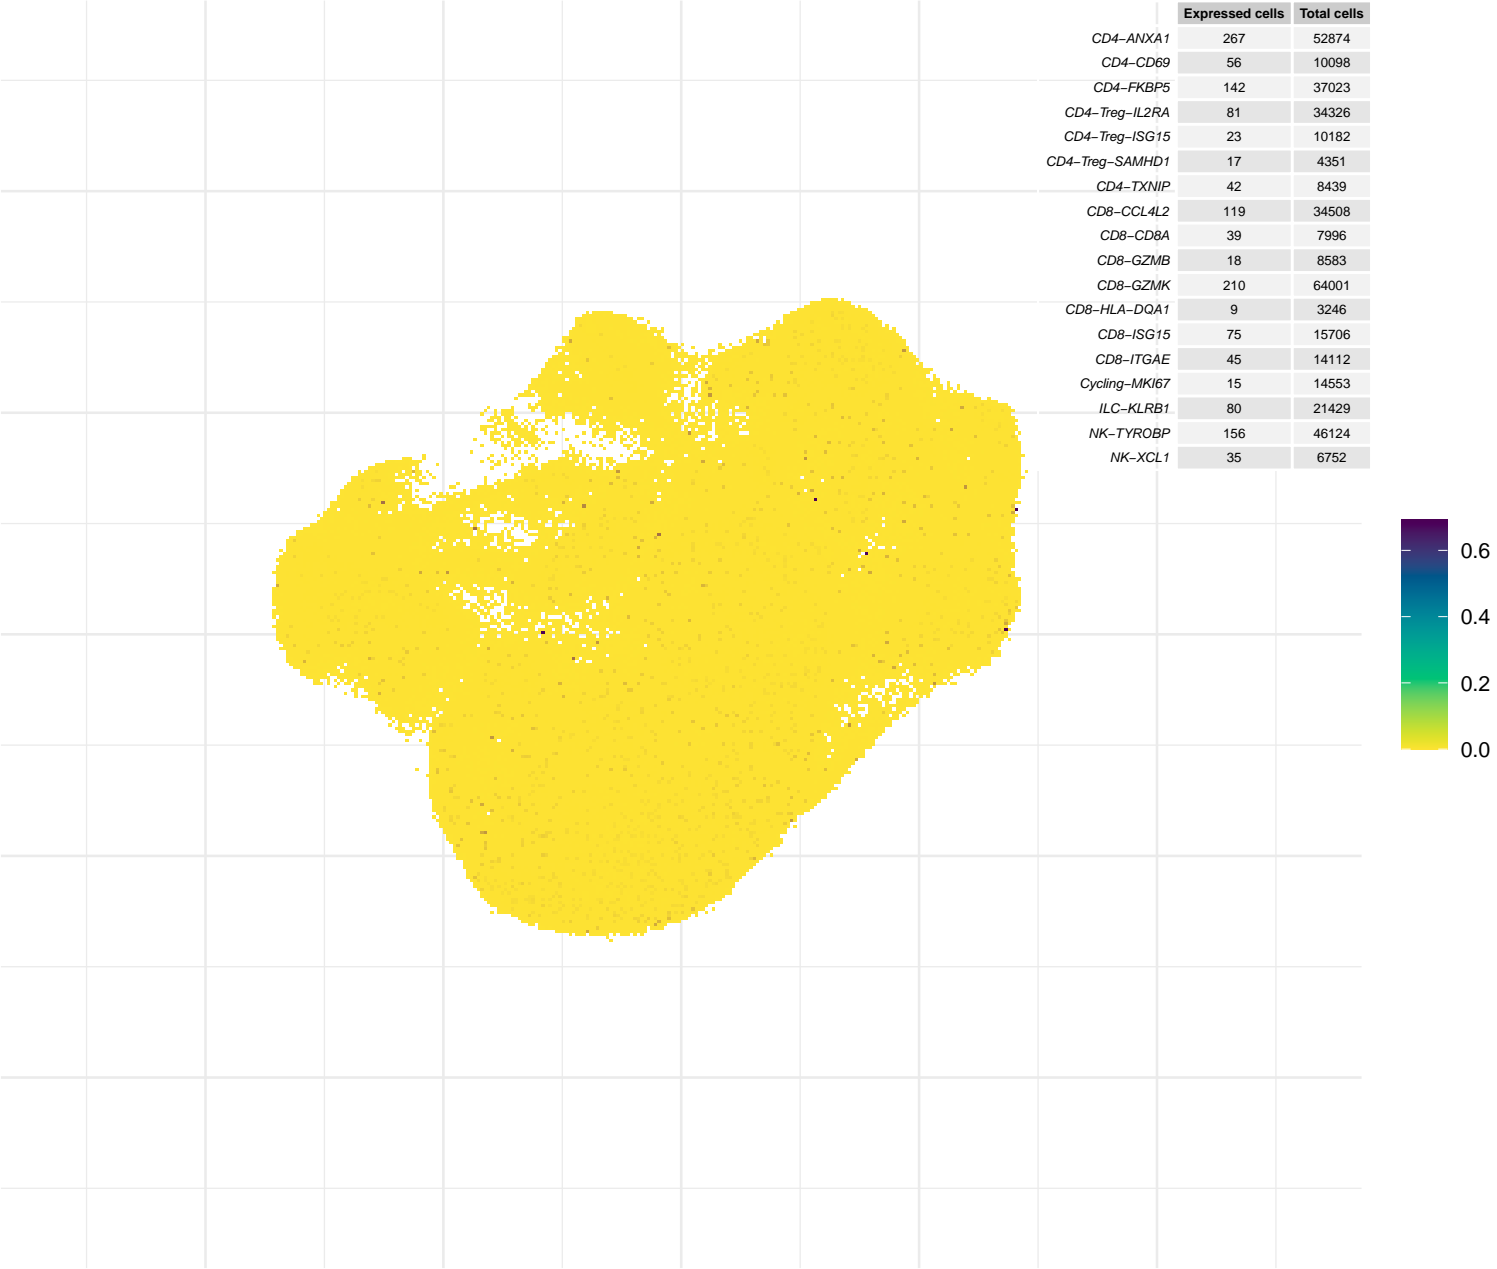 Expressed cells Total cells
CD4−ANXA1 267 52874
CD4−CD69 56 10098
CD4−FKBP5 142 37023
CD4−Treg−IL2RA 81 34326
CD4−Treg−ISG15 23 10182
CD4−Treg−SAMHD1 17 4351
CD4−TXNIP 42 8439
CD8−CCL4L2 119 34508
CD8−CD8A 39 7996
CD8−GZMB 18 8583
CD8−GZMK 210 64001
CD8−HLA−DQA1 9 3246
CD8−ISG15 75 15706
CD8−ITGAE 45 14112
Cycling−MKI67 15 14553
ILC−KLRB1 80 21429
NK−TYROBP 156 46124
NK−XCL1 35 6752
0.6
0.4
0.2
0.0